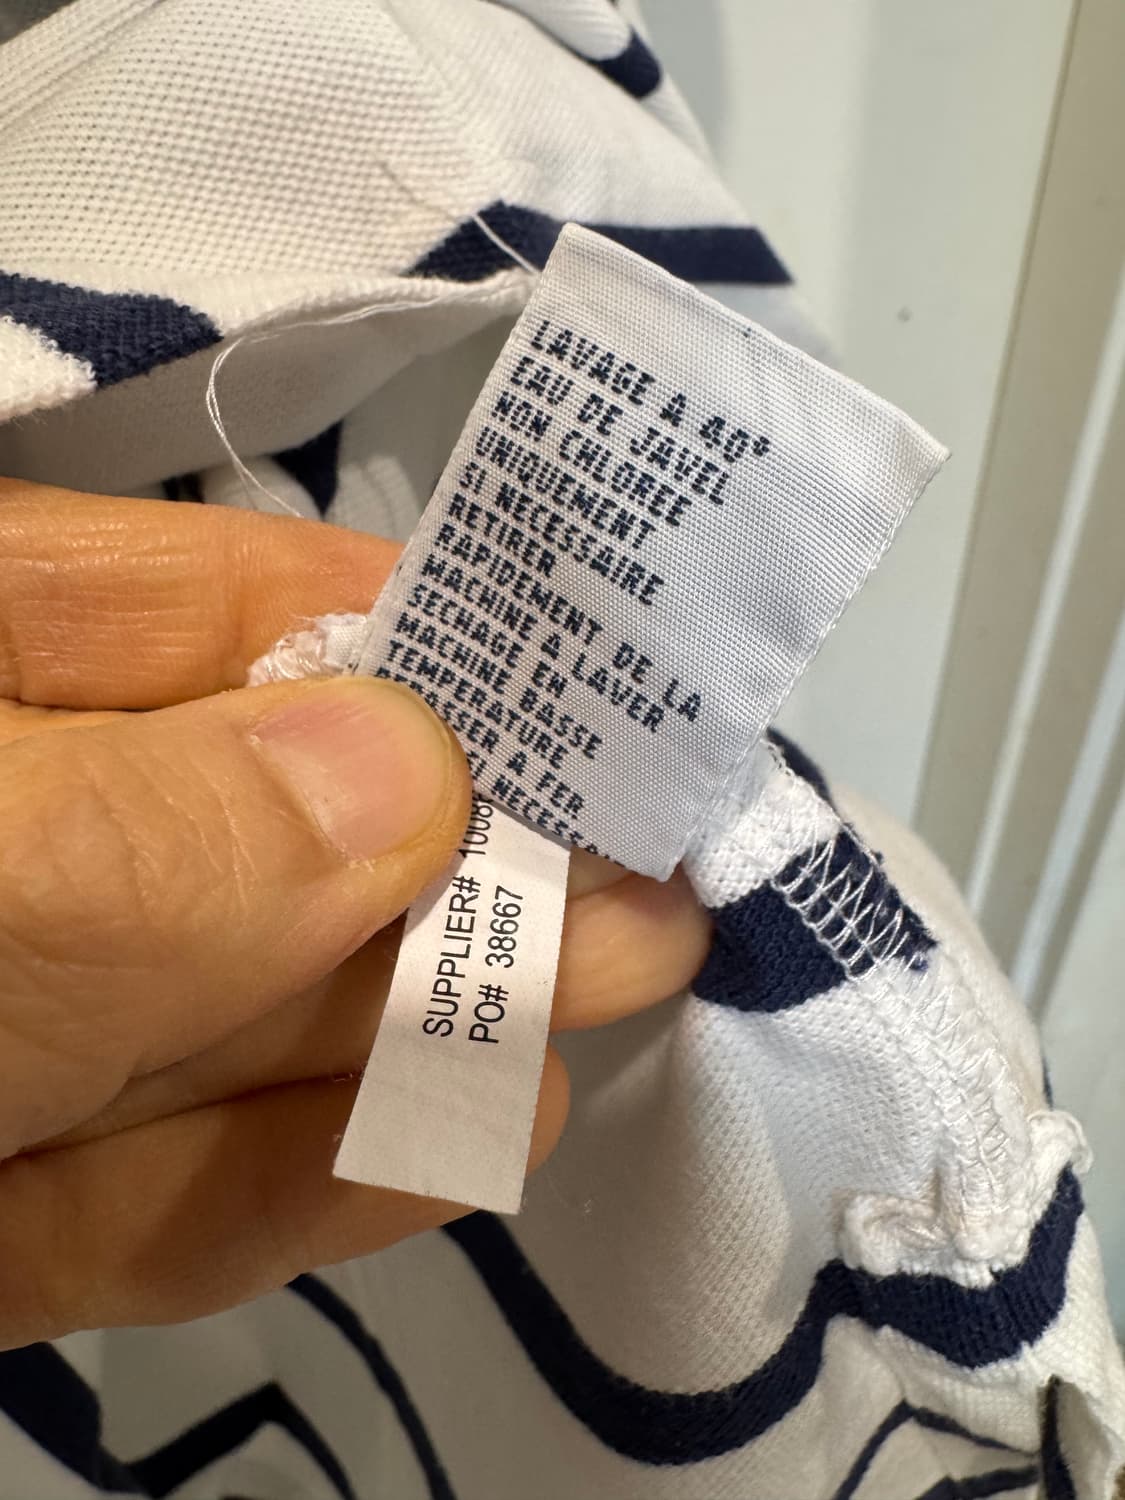 LAVAGE A 40°
EAU DE JAVEL
NON CHLOREE
UNIQUEMENT
SI NECESSAIRE
RETIRER
RAPIDEMENT DE LA
MACHINE A LAVER
SECHAGE EN
MACHINE BASSE
TEMPERATURE
A FER
SI
SUPPLIER#
PO# 38667